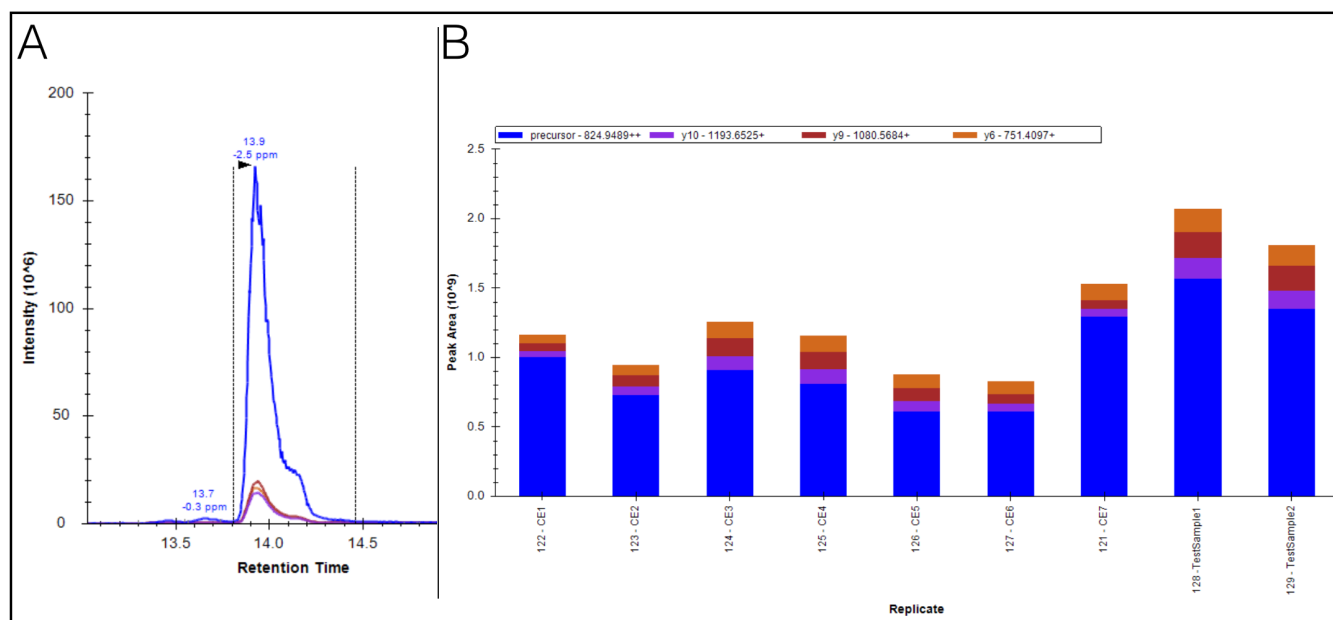 A
B
200
150
100
50
0
Intensity (10^6)
13.9
-2.5 ppm
13.7
-0.3 ppm
13.5
14.0
14.5
Retention Time
precursor - 824.9489++
y10 - 1193.6525+
y9 - 1080.5684+
y6 - 751.4097+
2.5
2.0
1.5
1.0
0.5
0.0
Peak Area (10^9)
122 - CE1
123 - CE2
124 - CE3
125 - CE4
126 - CE5
127 - CE6
121 - CE7
128 -TestSample1
129 - TestSample2
Replicate